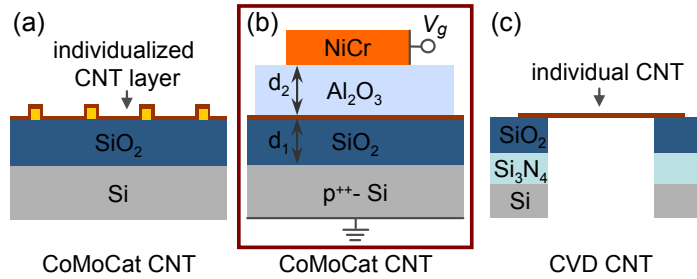 (a)
individualized
CNT layer
SiO₂
Si
CoMoCat CNT
(b)
NiCr
V_g
d₂
Al₂O₃
d₁
SiO₂
p⁺⁺- Si
CoMoCat CNT
(c)
individual CNT
SiO₂
Si₃N₄
Si
CVD CNT